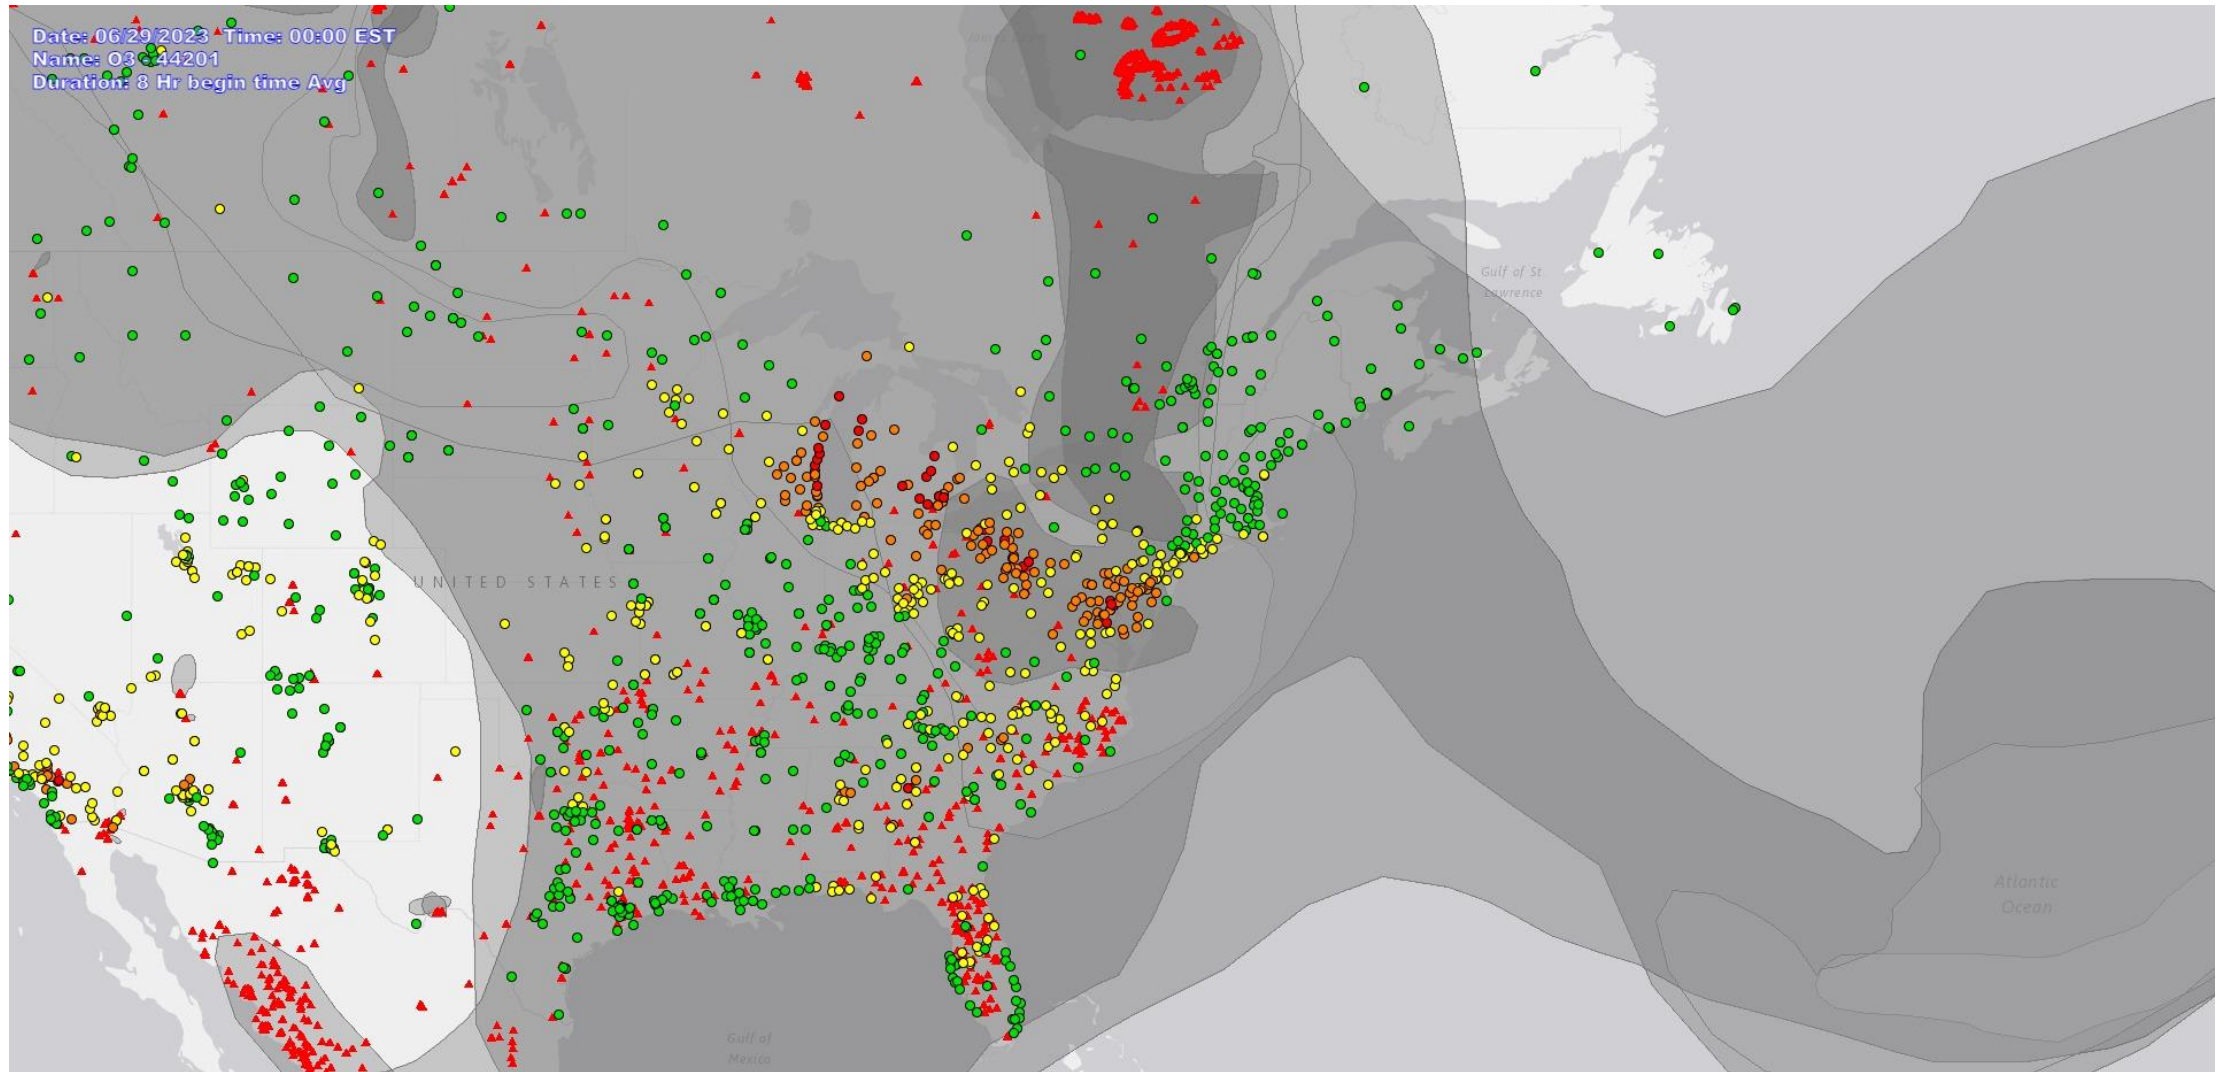 Date: 06/29/2023 Time: 00:00 EST
Name: O3 - 44201
Duration: 8 Hr begin time Avg
Gulf of St.
Lawrence
UNITED STATES
Atlantic
Ocean
Gulf of
Mexico